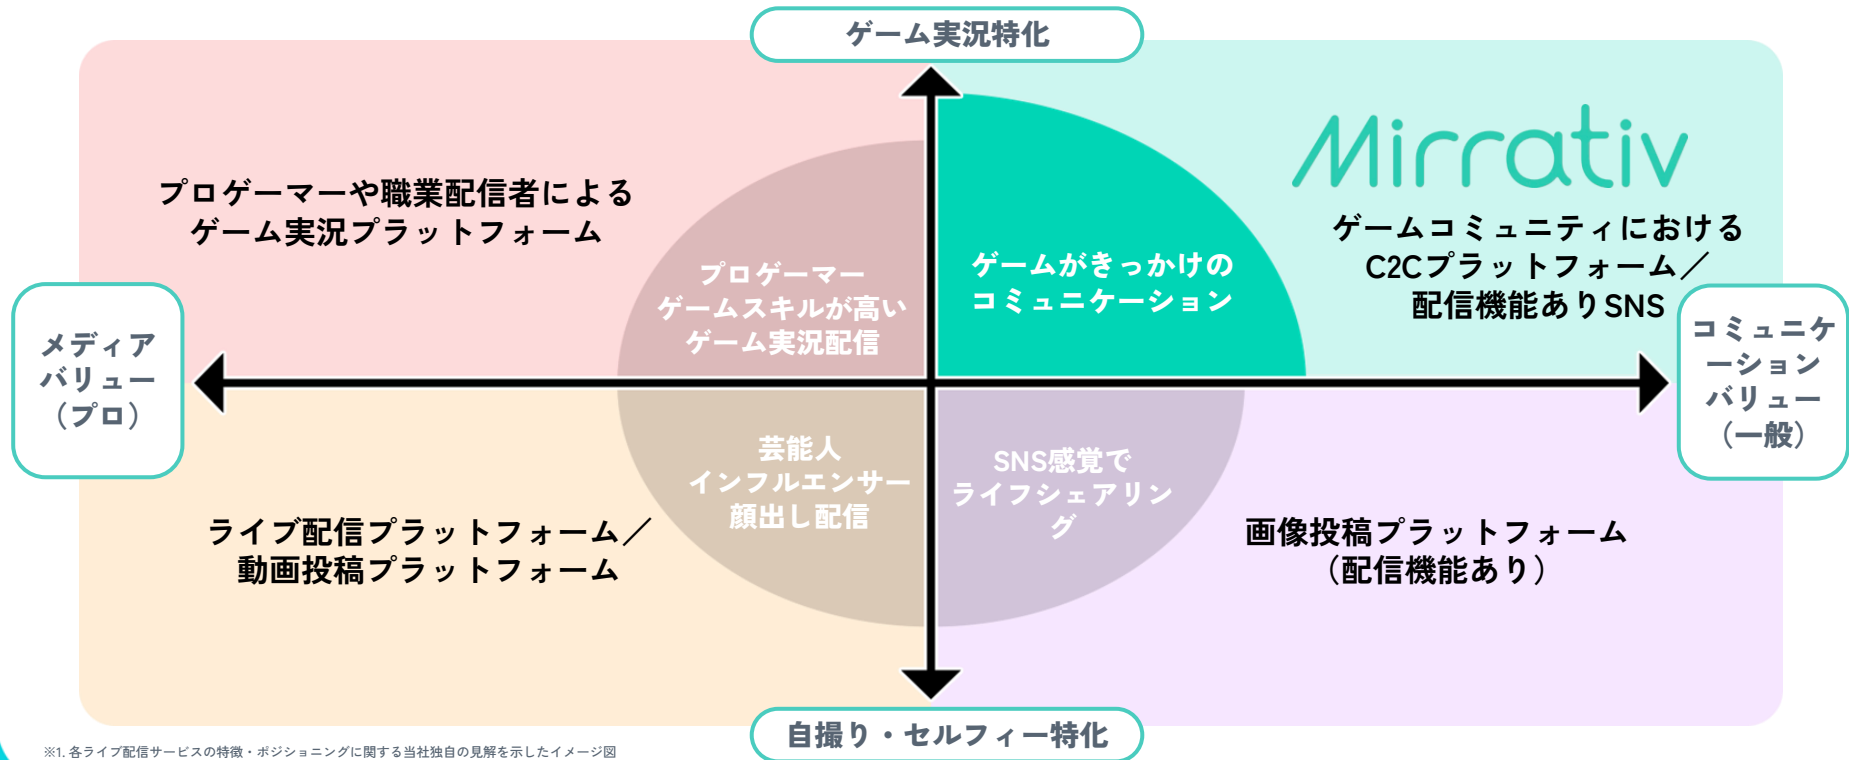 ゲーム実況特化
Mirrativ
プロゲーマーや職業配信者による
ゲーム実況プラットフォーム
プロゲーマー
ゲームスキルが高い
ゲーム実況配信
ゲームがきっかけの
コミュニケーション
ゲームコミュニティにおける
C2Cプラットフォーム／
配信機能ありSNS
メディア
バリュー
（プロ）
コミュニケ
ーション
バリュー
（一般）
芸能人
インフルエンサー
顔出し配信
SNS感覚で
ライフシェアリン
グ
ライブ配信プラットフォーム／
動画投稿プラットフォーム
画像投稿プラットフォーム
（配信機能あり）
自撮り・セルフィー特化
※1. 各ライブ配信サービスの特徴・ポジショニングに関する当社独自の見解を示したイメージ図